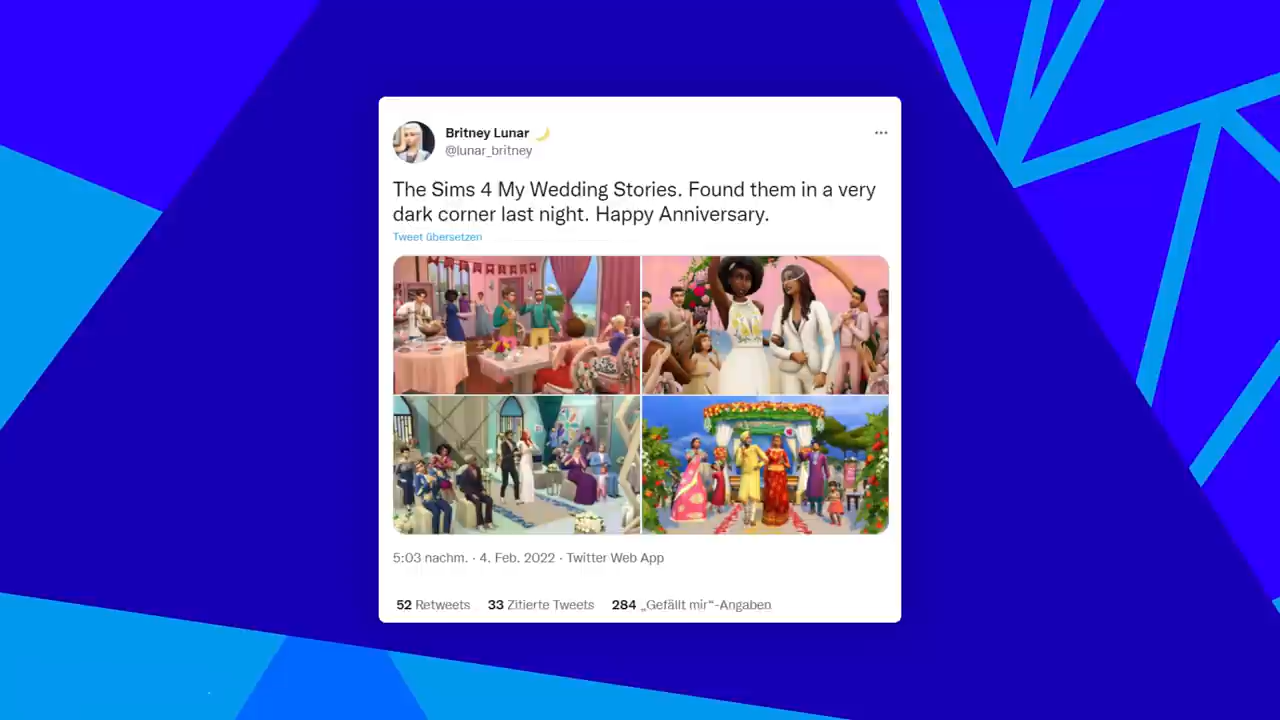 Britney Lunar 🌙
@lunar_britney
The Sims 4 My Wedding Stories. Found them in a very
dark corner last night. Happy Anniversary.
Tweet übersetzen
5:03 nachm. · 4. Feb. 2022 · Twitter Web App
52 Retweets 33 Zitierte Tweets 284 „Gefällt mir“-Angaben